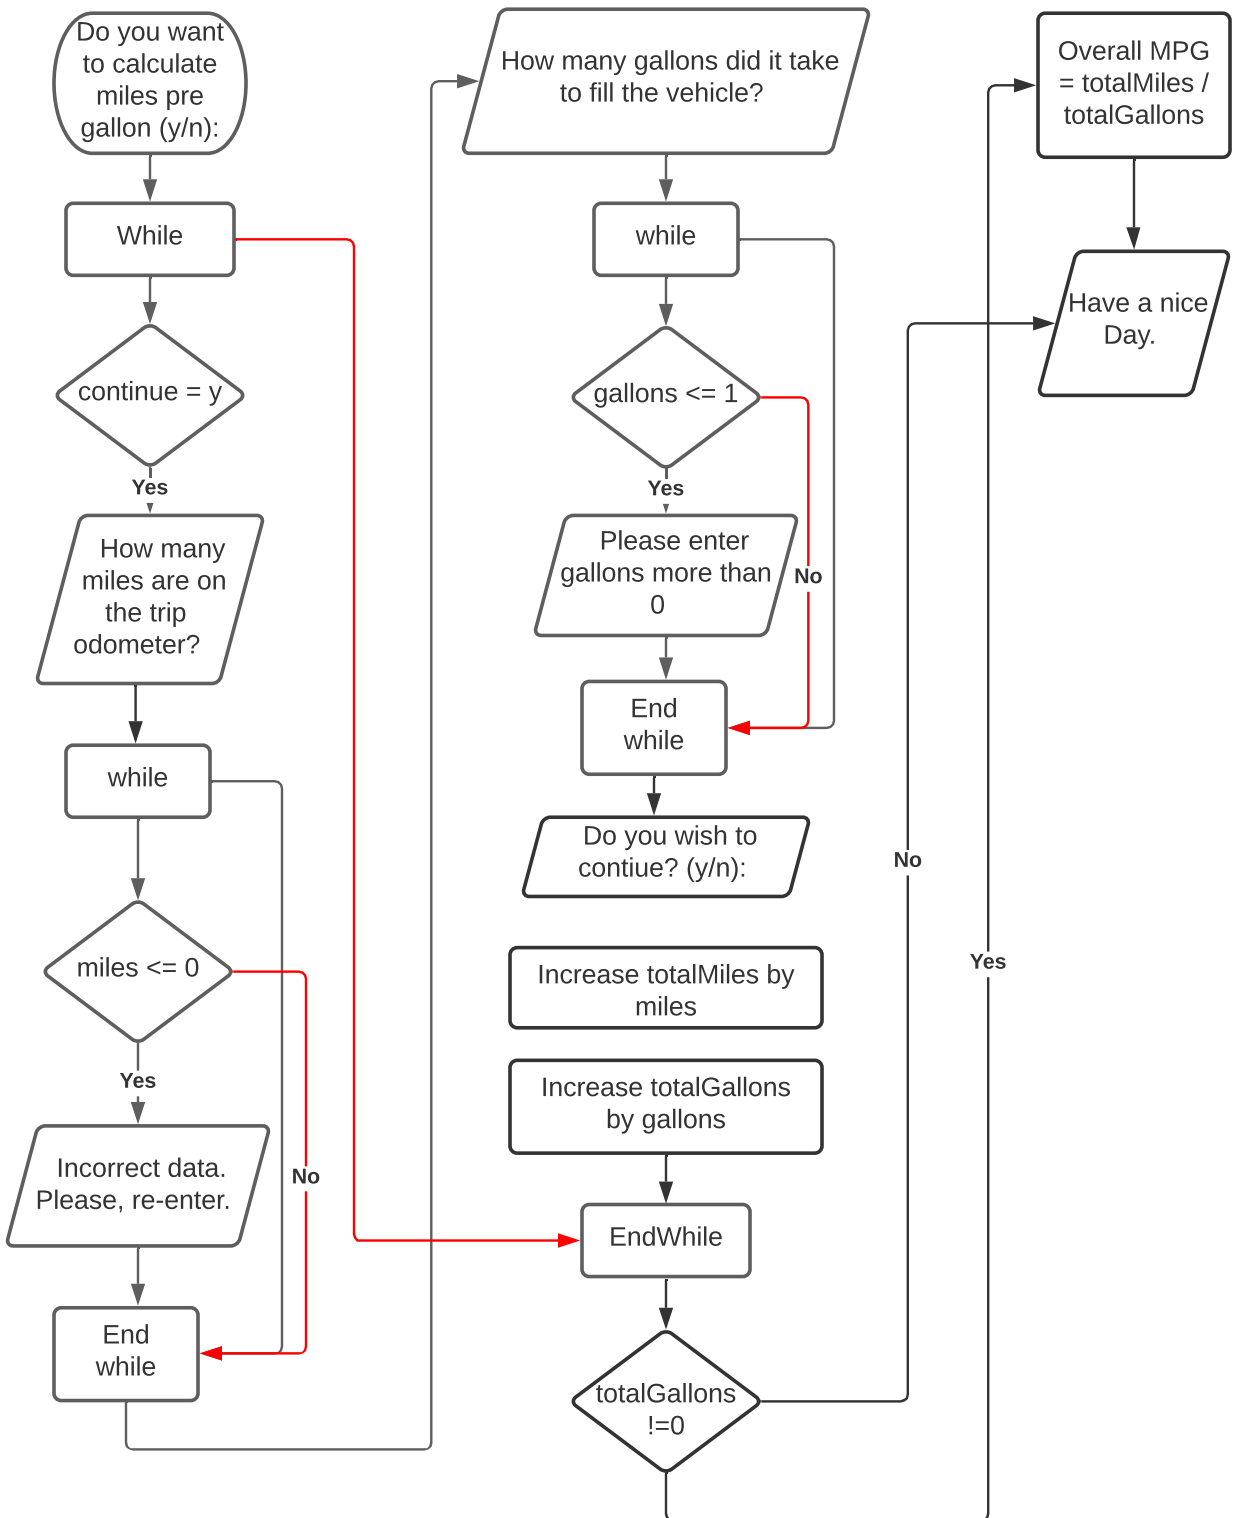 Do you want
to calculate
miles pre
gallon (y/n):
While
continue = y
Yes
How many
miles are on
the trip
odometer?
while
miles <= 0
Yes
No
Incorrect data.
Please, re-enter.
End
while
How many gallons did it take
to fill the vehicle?
while
gallons <= 1
Yes
Please enter
gallons more than
0
No
End
while
Do you wish to
contiue? (y/n):
Increase totalMiles by
miles
Increase totalGallons
by gallons
EndWhile
totalGallons
!=0
No
Yes
Overall MPG
= totalMiles /
totalGallons
Have a nice
Day.